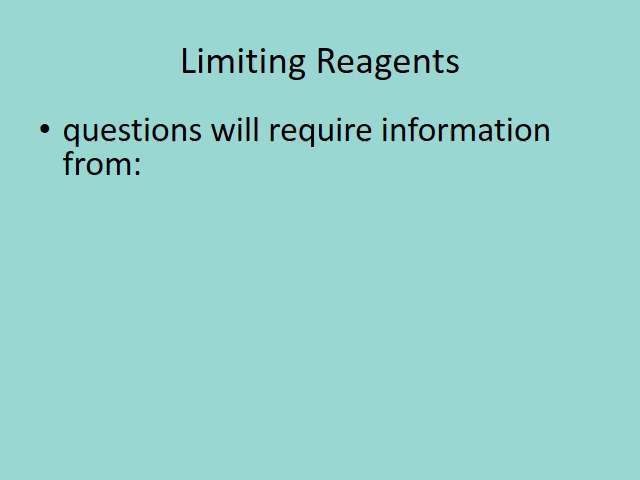 Limiting Reagents
• questions will require information
from: